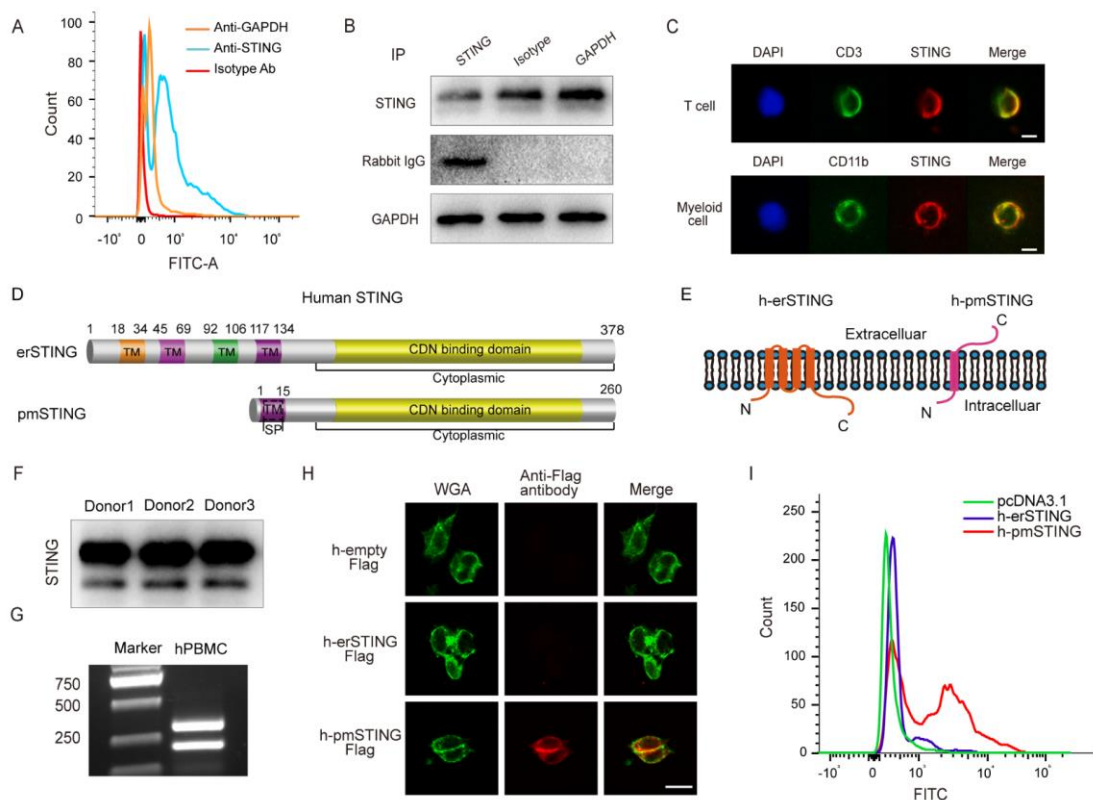 A
100
80
60
40
20
0
Count
Anti-GAPDH
Anti-STING
Isotype Ab
0
FITC-A
B
IP
STING
Isotype
GAPDH
STING
Rabbit IgG
GAPDH
C
DAPI CD3 STING Merge
T cell
DAPI CD11b STING Merge
Myeloid
cell
D
Human STING
1 18 34 45 69 92 106 117 134 378
erSTING
TM TM TM TM CDN binding domain
Cytoplasmic
1 15 260
pmSTING
TM CDN binding domain
SP
Cytoplasmic
E
h-erSTING h-pmSTING
C
Extracelluar
N C N Intracelluar
F
Donor1 Donor2 Donor3
STING
G
Marker hPBMC
750
500
250
H
WGA
Anti-Flag
antibody
Merge
h-empty
Flag
h-erSTING
Flag
h-pmSTING
Flag
I
pcDNA3.1
h-erSTING
h-pmSTING
250
200
150
100
50
0
Count
0
FITC